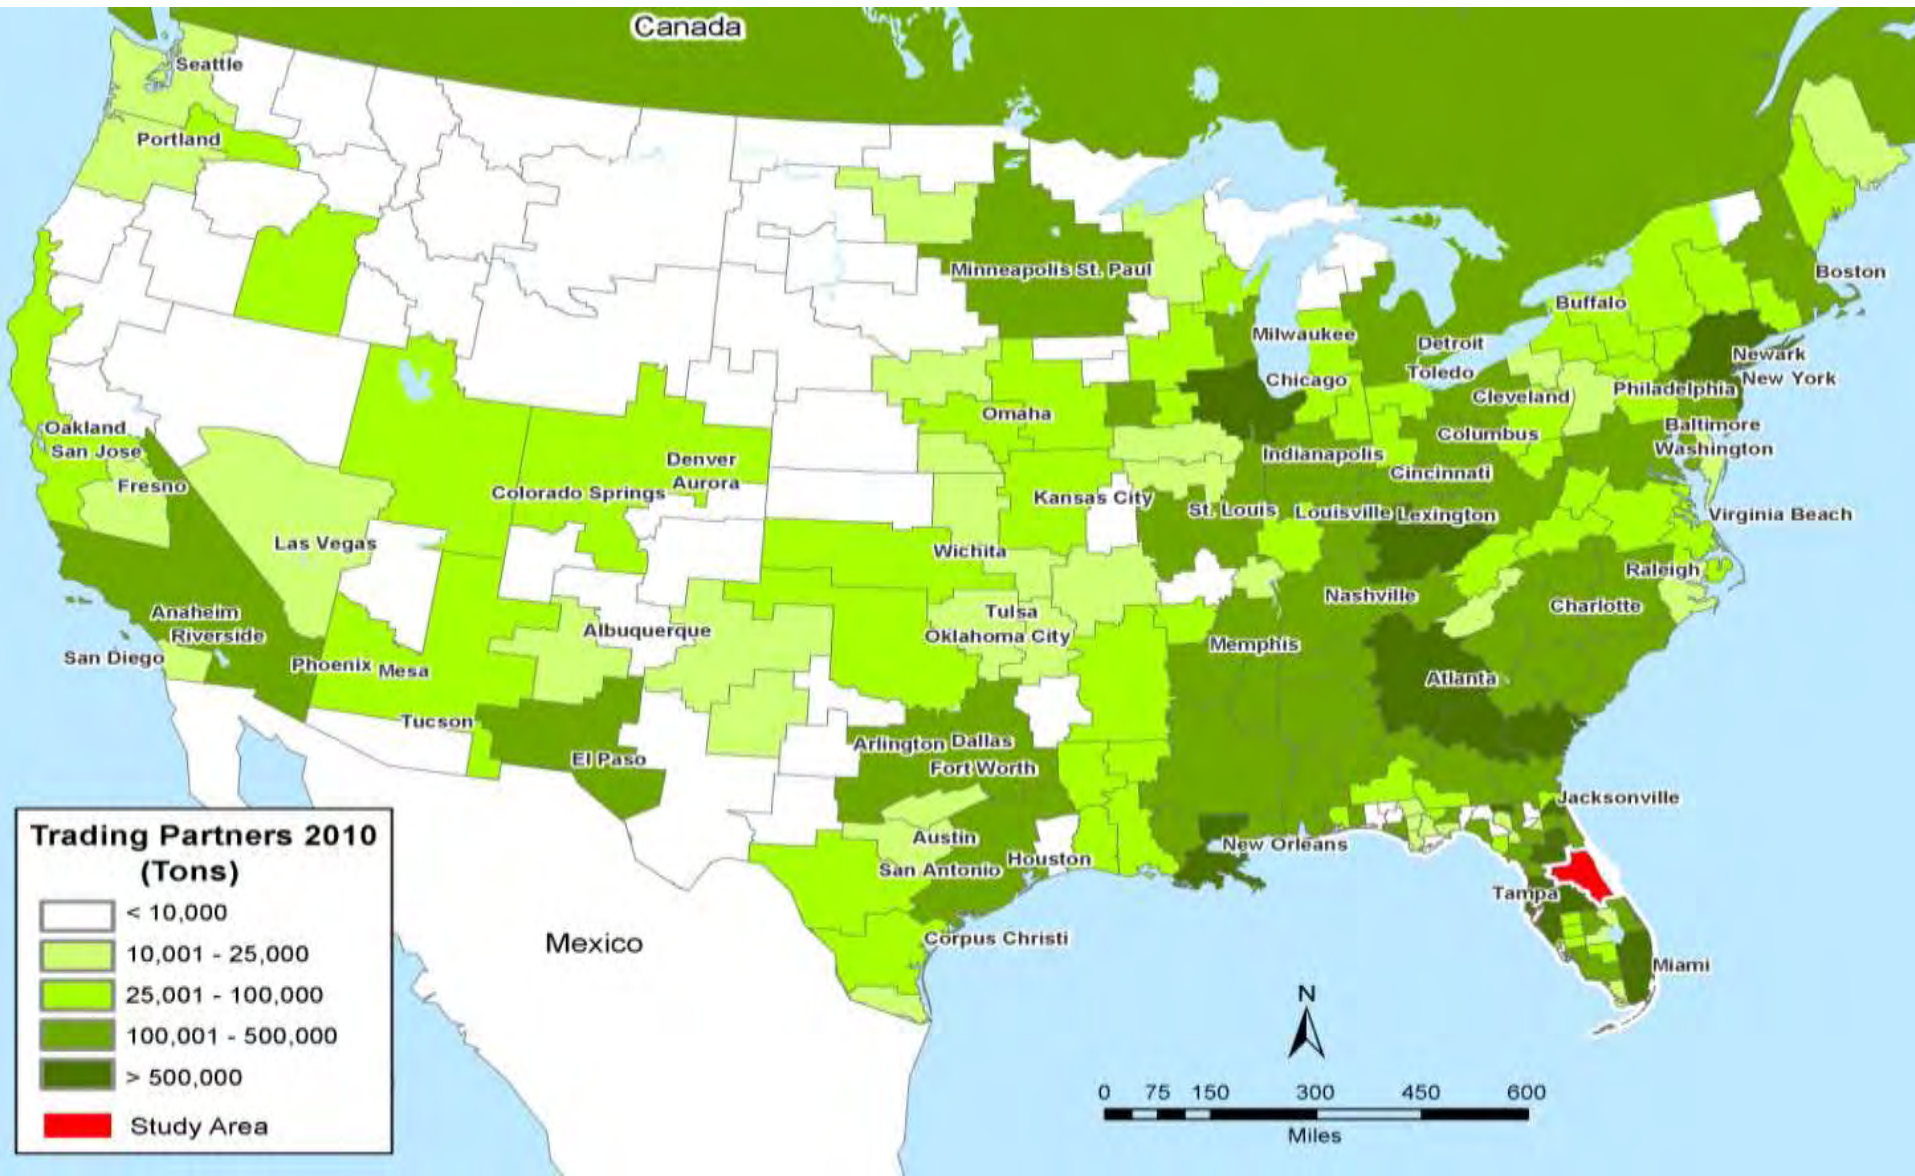 Canada
Seattle
Portland
Minneapolis St. Paul
Boston
Buffalo
Milwaukee
Detroit
Newark
Toledo
Chicago
New York
Philadelphia
Cleveland
Omaha
Baltimore
Oakland
Columbus
San Jose
Washington
Indianapolis
Denver
Cincinnati
Aurora
Fresno
Colorado Springs
Kansas City
St. Louis
Louisville
Lexington
Virginia Beach
Las Vegas
Wichita
Raleigh
Nashville
Charlotte
Anaheim
Tulsa
Albuquerque
Riverside
Oklahoma City
Memphis
San Diego
Phoenix
Mesa
Atlanta
Tucson
Arlington
Dallas
El Paso
Fort Worth
Jacksonville
Austin
New Orleans
Houston
San Antonio
Tampa
Corpus Christi
Mexico
Miami
Trading Partners 2010
(Tons)
< 10,000
10,001 - 25,000
25,001 - 100,000
100,001 - 500,000
> 500,000
Study Area
N
0 75 150 300 450 600
Miles